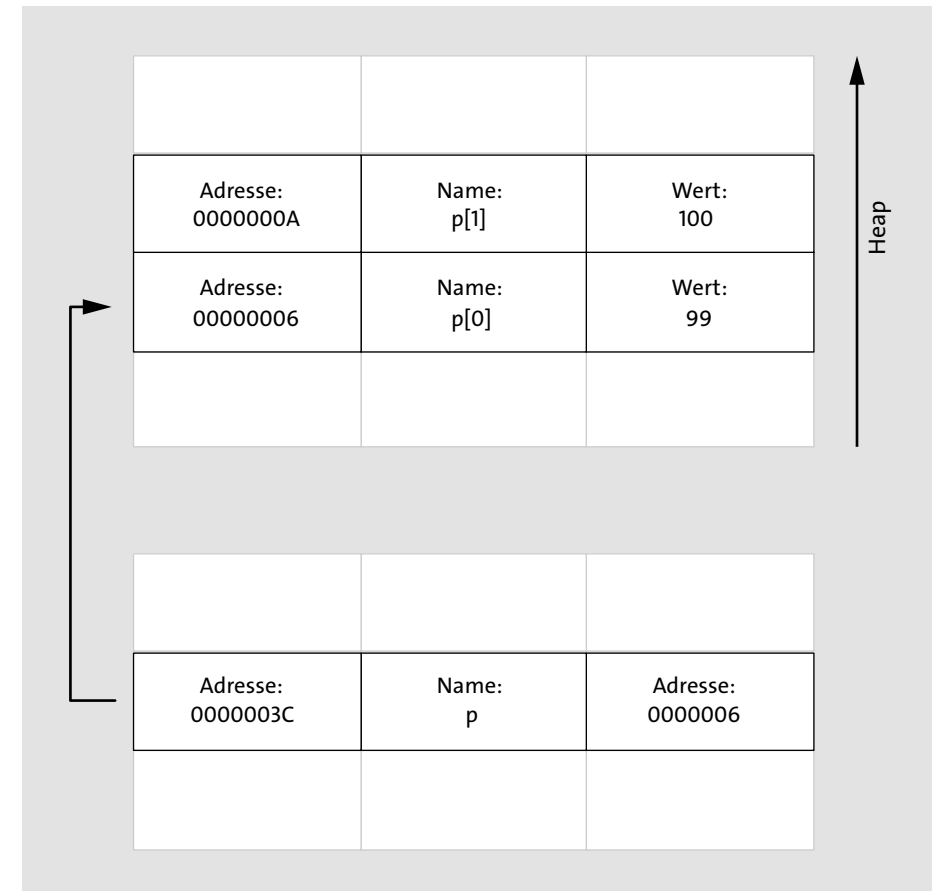 Adresse:
0000000A
Name:
p[1]
Wert:
100
Adresse:
00000006
Name:
p[0]
Wert:
99
Heap
Adresse:
0000003C
Name:
p
Adresse:
0000006